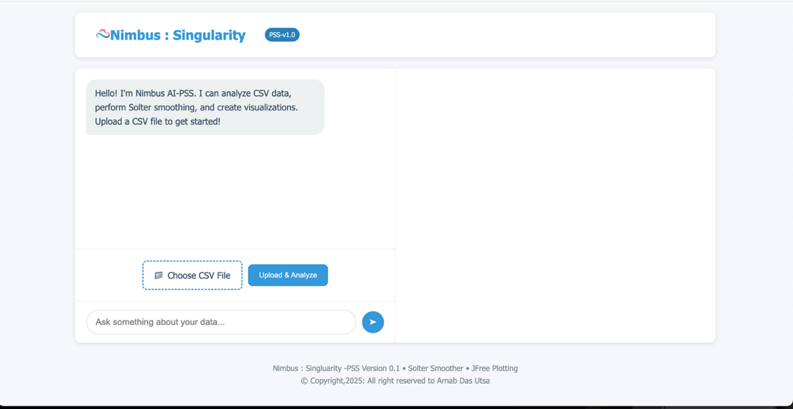 Nimbus : Singularity
PSS-v1.0
Hello! I'm Nimbus AI-PSS. I can analyze CSV data,
perform Solter smoothing, and create visualizations.
Upload a CSV file to get started!
Choose CSV File
Upload & Analyze
Ask something about your data...
Nimbus : Singluarity -PSS Version 0.1 • Solter Smoother • JFree Plotting
© Copyright,2025: All right reserved to Arnab Das Utsa